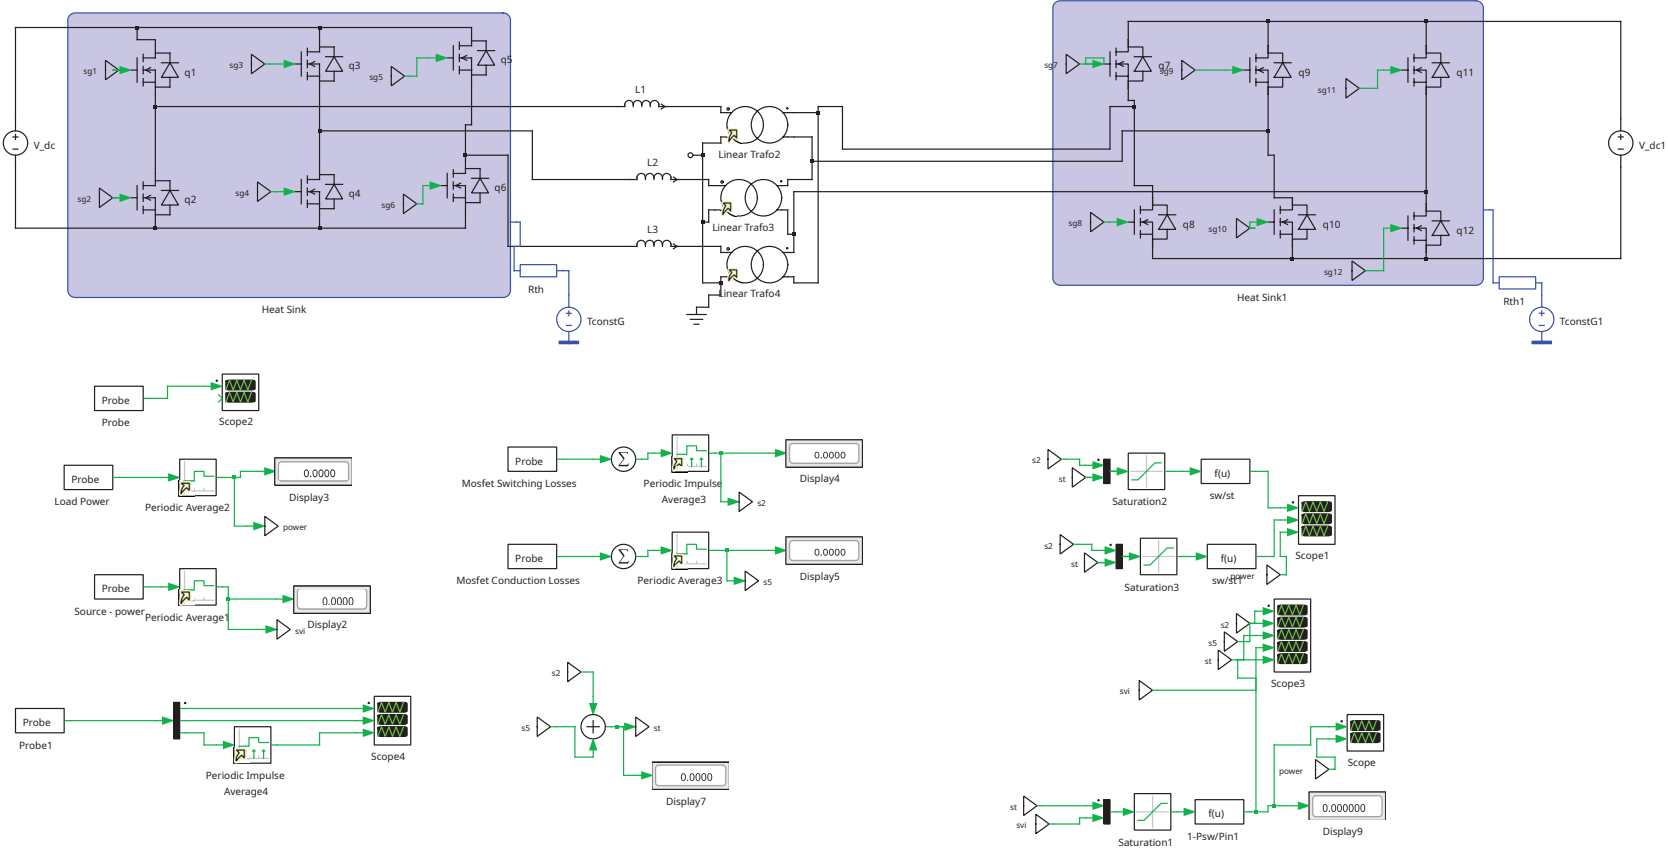 sg1
q1
sg3
q3
sg5
q5
V_dc
sg2
q2
sg4
q4
sg6
q6
Heat Sink
Rth
TconstG
L1
L2
L3
Linear Trafo2
Linear Trafo3
Linear Trafo4
sg7
q7
sg9
q9
sg11
q11
V_dc1
sg8
q8
sg10
q10
sg12
q12
Heat Sink1
Rth1
TconstG1
Probe
Probe
Scope2
Probe
Load Power
Periodic Average2
0.0000
Display3
power
Probe
Source - power
Periodic Average1
0.0000
Display2
svi
Probe
Probe1
Periodic Impulse
Average4
Scope4
Probe
Mosfet Switching Losses
Σ
Periodic Impulse
Average3
0.0000
Display4
s2
Probe
Mosfet Conduction Losses
Σ
Periodic Average3
0.0000
Display5
s5
s2
s5
st
0.0000
Display7
s2
st
Saturation2
f(u)
sw/st
Scope1
s2
st
Saturation3
f(u)
sw/st1
power
s2
s5
st
Scope3
svi
power
Scope
st
svi
Saturation1
f(u)
1-Psw/Pin1
0.000000
Display9